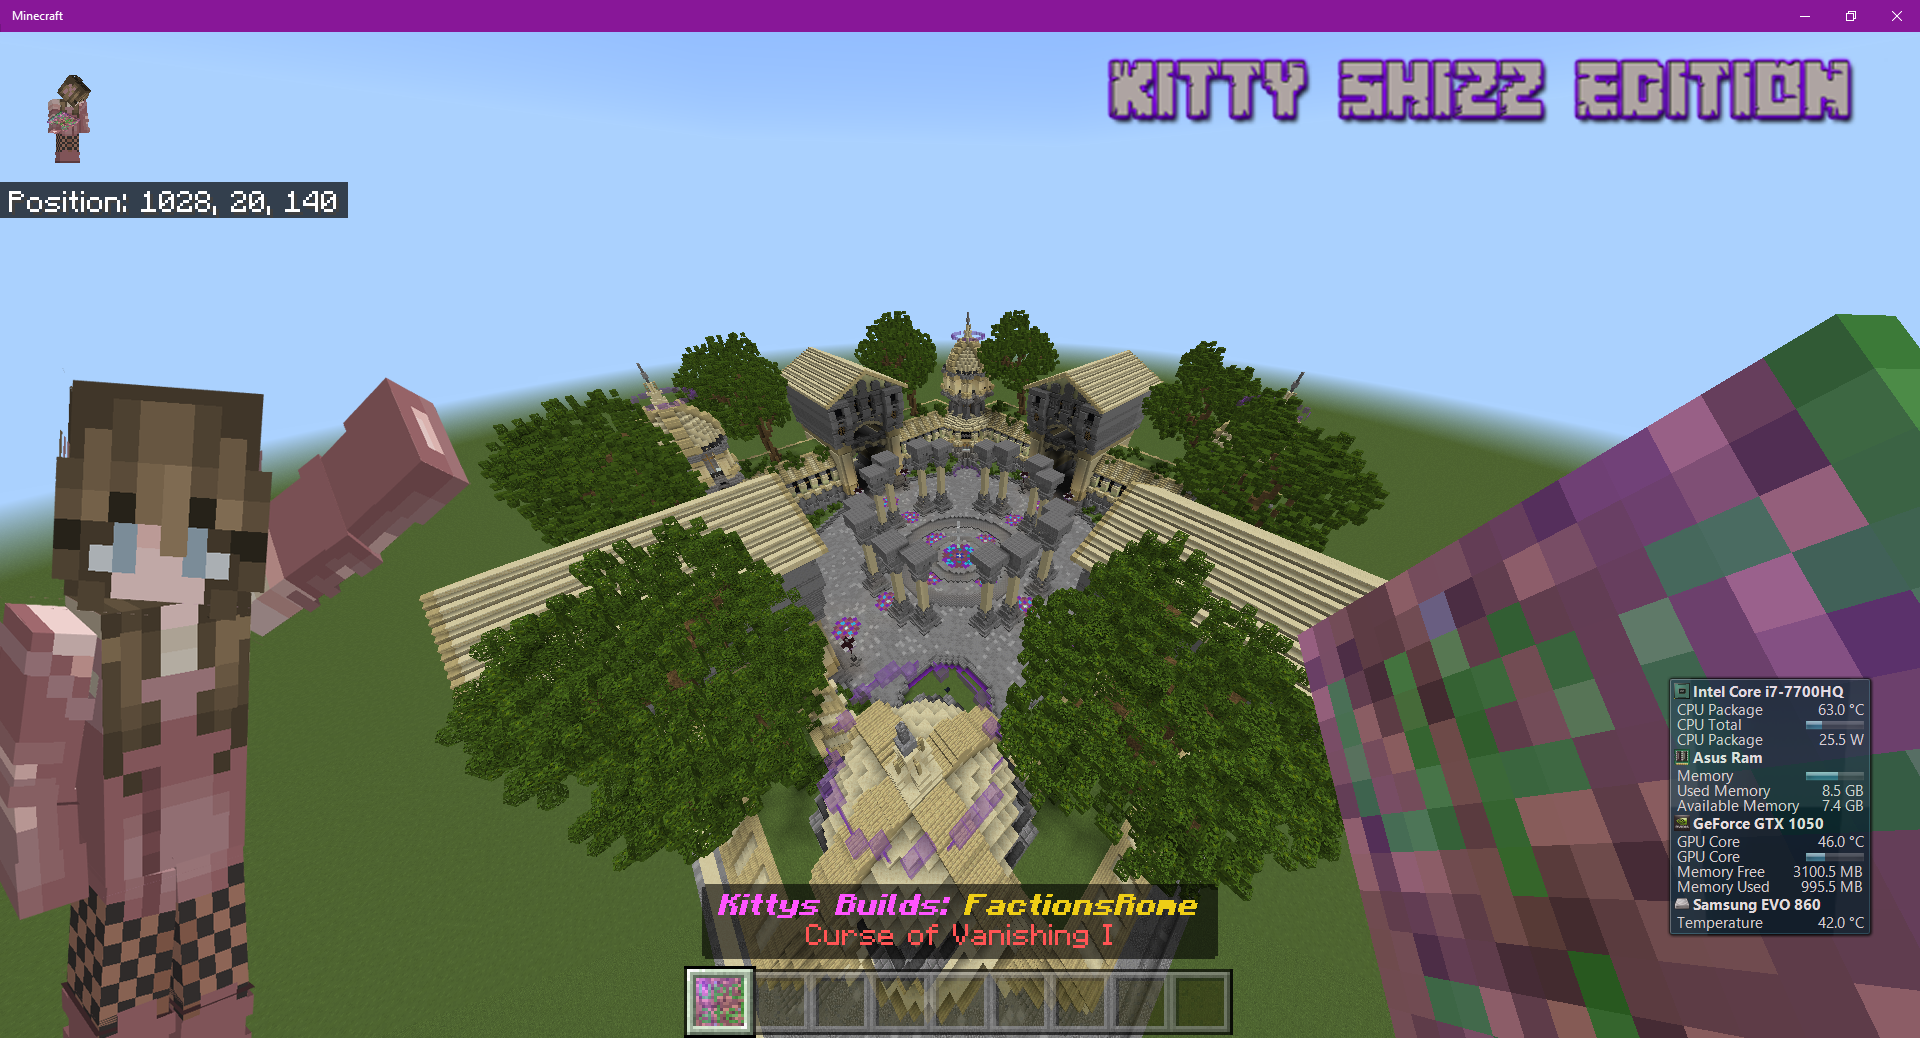 Minecraft
KITTY SHIZZ EDITION
Position: 1028, 20, 140
Intel Core i7-7700HQ
CPU Package 63.0 °C
CPU Total
CPU Package 25.5 W
Asus Ram
Memory
Used Memory 8.5 GB
Available Memory 7.4 GB
GeForce GTX 1050
GPU Core 46.0 °C
GPU Core
Memory Free 3100.5 MB
Memory Used 995.5 MB
Samsung EVO 860
Temperature 42.0 °C
Kittys Builds: FactionsRome
Curse of Vanishing I